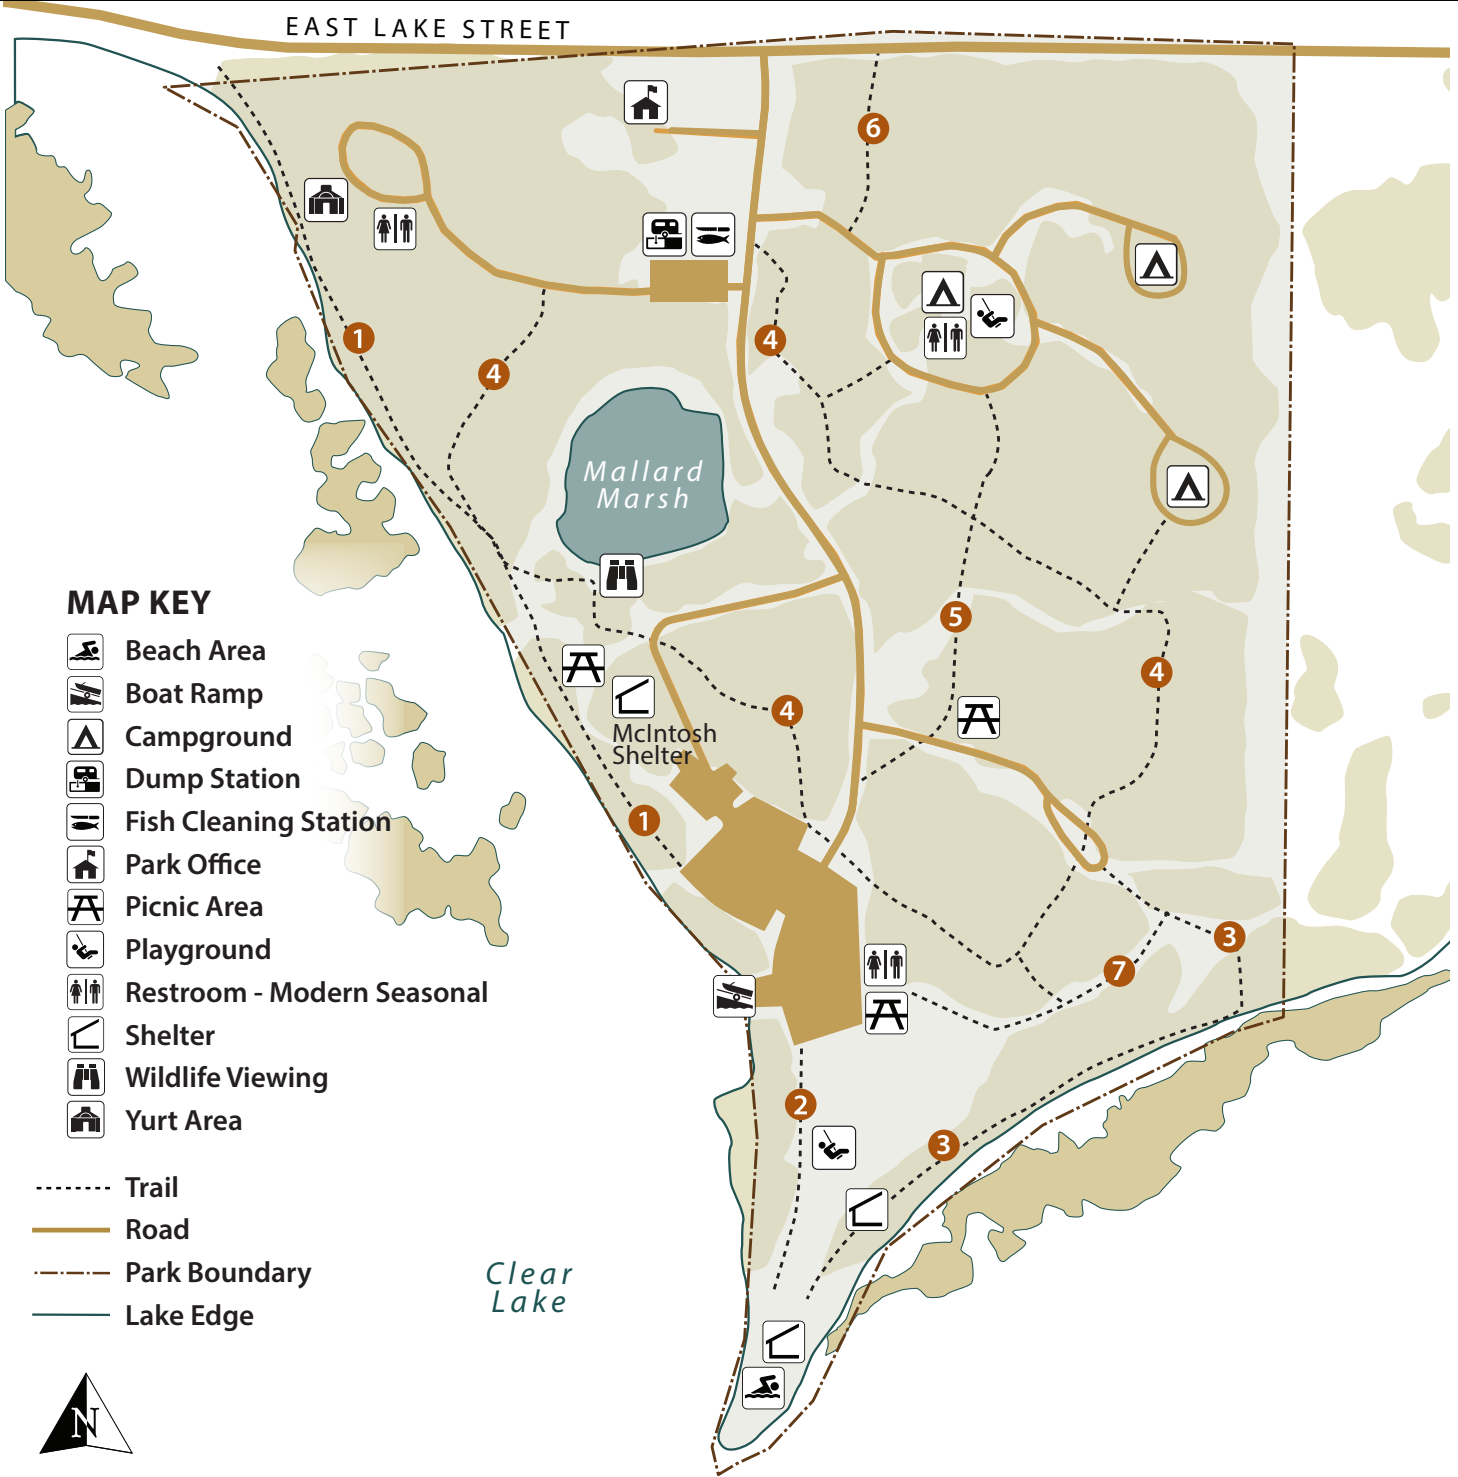 EAST LAKE STREET
6
1
4
4
Mallard
Marsh
MAP KEY
Beach Area
Boat Ramp
Campground
Dump Station
Fish Cleaning Station
Park Office
Picnic Area
Playground
Restroom - Modern Seasonal
Shelter
Wildlife Viewing
Yurt Area
Trail
Road
Park Boundary
Lake Edge
5
4
4
McIntosh
Shelter
1
3
7
2
3
Clear
Lake
N